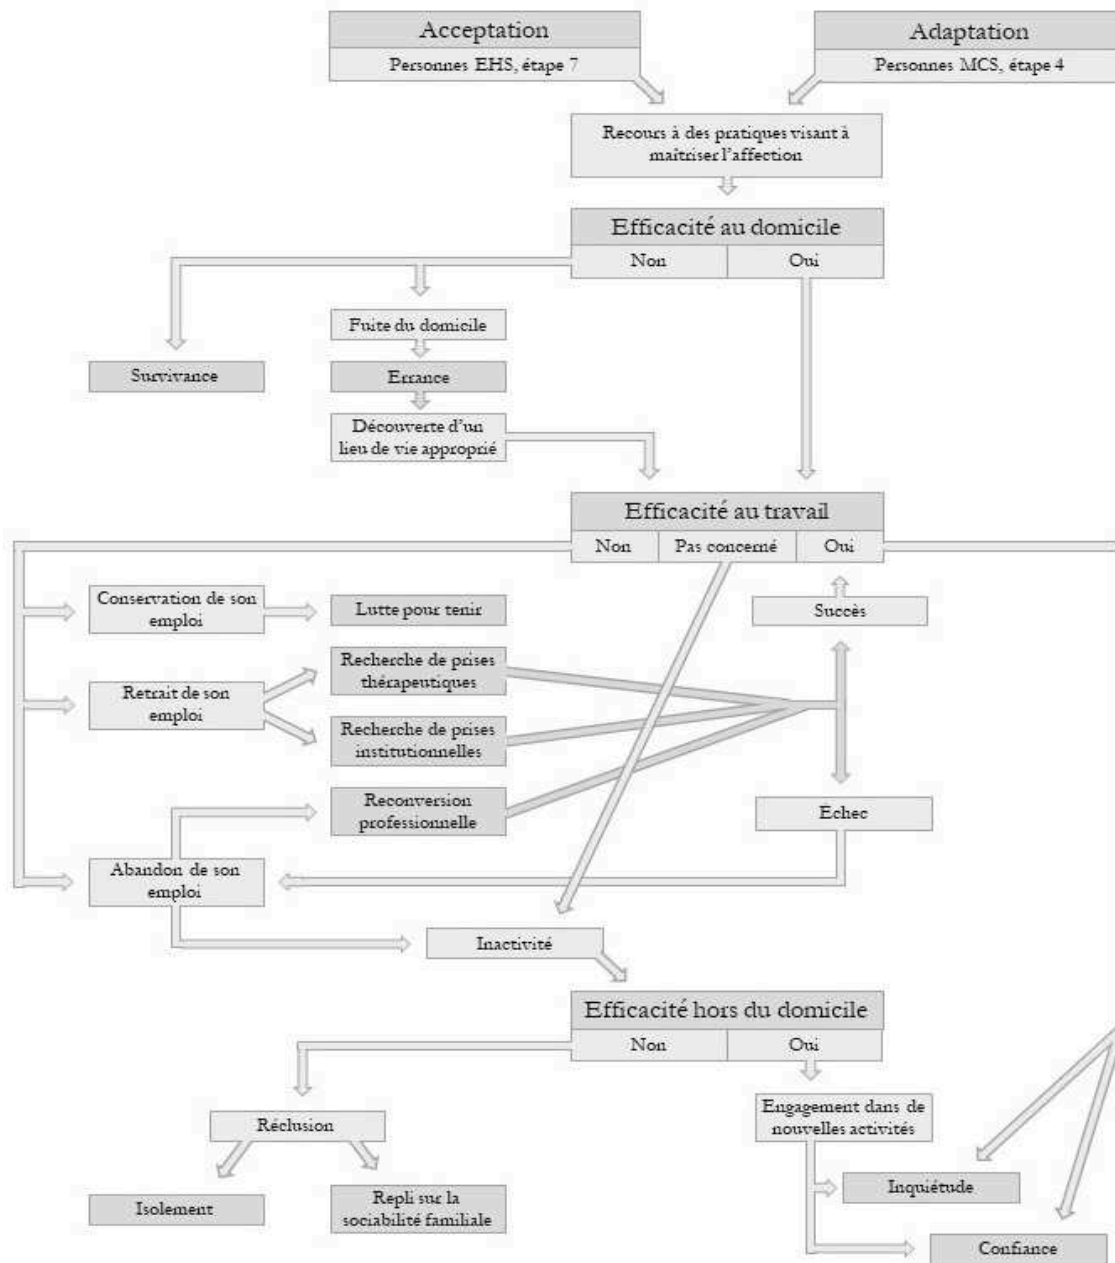 Acceptation
Personnes EHS, étape 7
Adaptation
Personnes MCS, étape 4
Recours à des pratiques visant à
maîtriser l'affection
Efficacité au domicile
Non
Oui
Fuite du domicile
Survivance
Errance
Découverte d'un
lieu de vie approprié
Efficacité au travail
Non
Pas concerné
Oui
Conservation de son
emploi
Lutte pour tenir
Succès
Recherche de prises
thérapeutiques
Retrait de son
emploi
Recherche de prises
institutionnelles
Reconversion
professionnelle
Échec
Abandon de son
emploi
Inactivité
Efficacité hors du domicile
Non
Oui
Réclusion
Engagement dans de
nouvelles activités
Isolement
Repli sur la
sociabilité familiale
Inquiétude
Confiance